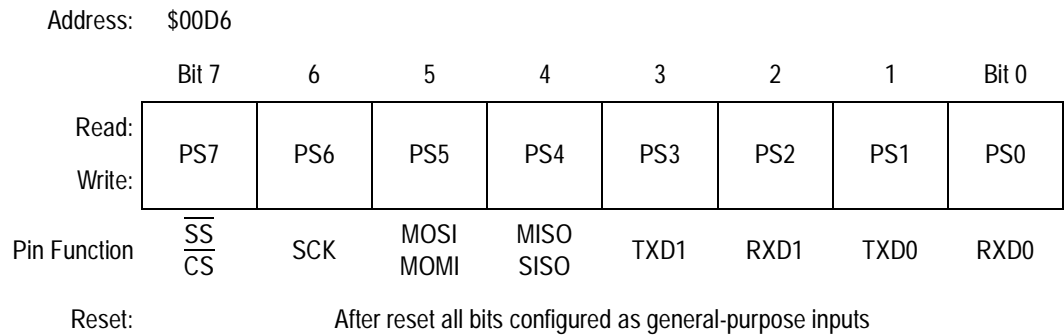 Address: $00D6
Bit 7 6 5 4 3 2 1 Bit 0
Read:
PS7 PS6 PS5 PS4 PS3 PS2 PS1 PS0
Write:
Pin Function SS SCK MOSI MISO TXD1 RXD1 TXD0 RXD0
CS MOMI SISO
Reset: After reset all bits configured as general-purpose inputs